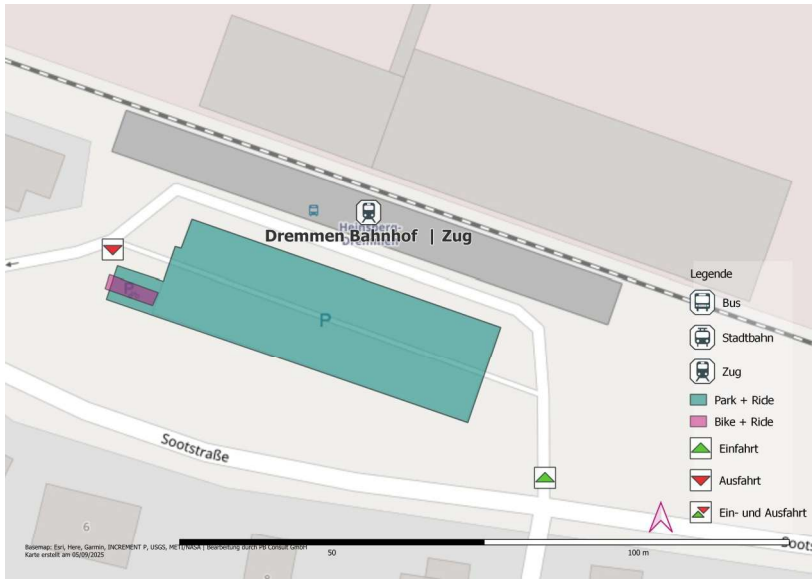 Heinsberg-
Dremmen
Dremmen Bahnhof | Zug
P
P
Sootstraße
6
8
Soots
Legende
Bus
Stadtbahn
Zug
Park + Ride
Bike + Ride
Einfahrt
Ausfahrt
Ein- und Ausfahrt
Basemap: Esri, Here, Garmin, INCREMENT P, USGS, METI/NASA | Bearbeitung durch PB Consult GmbH
Karte erstellt am 05/09/2025
50
100 m